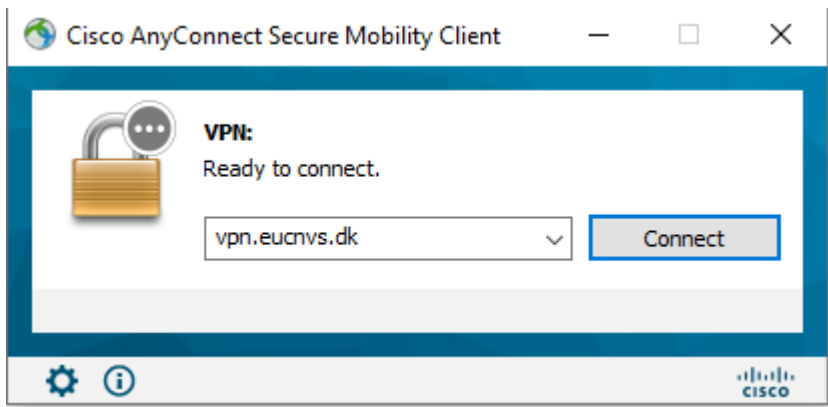 Cisco AnyConnect Secure Mobility Client
VPN:
Ready to connect.
vpn.eucnvs.dk
Connect
CISCO